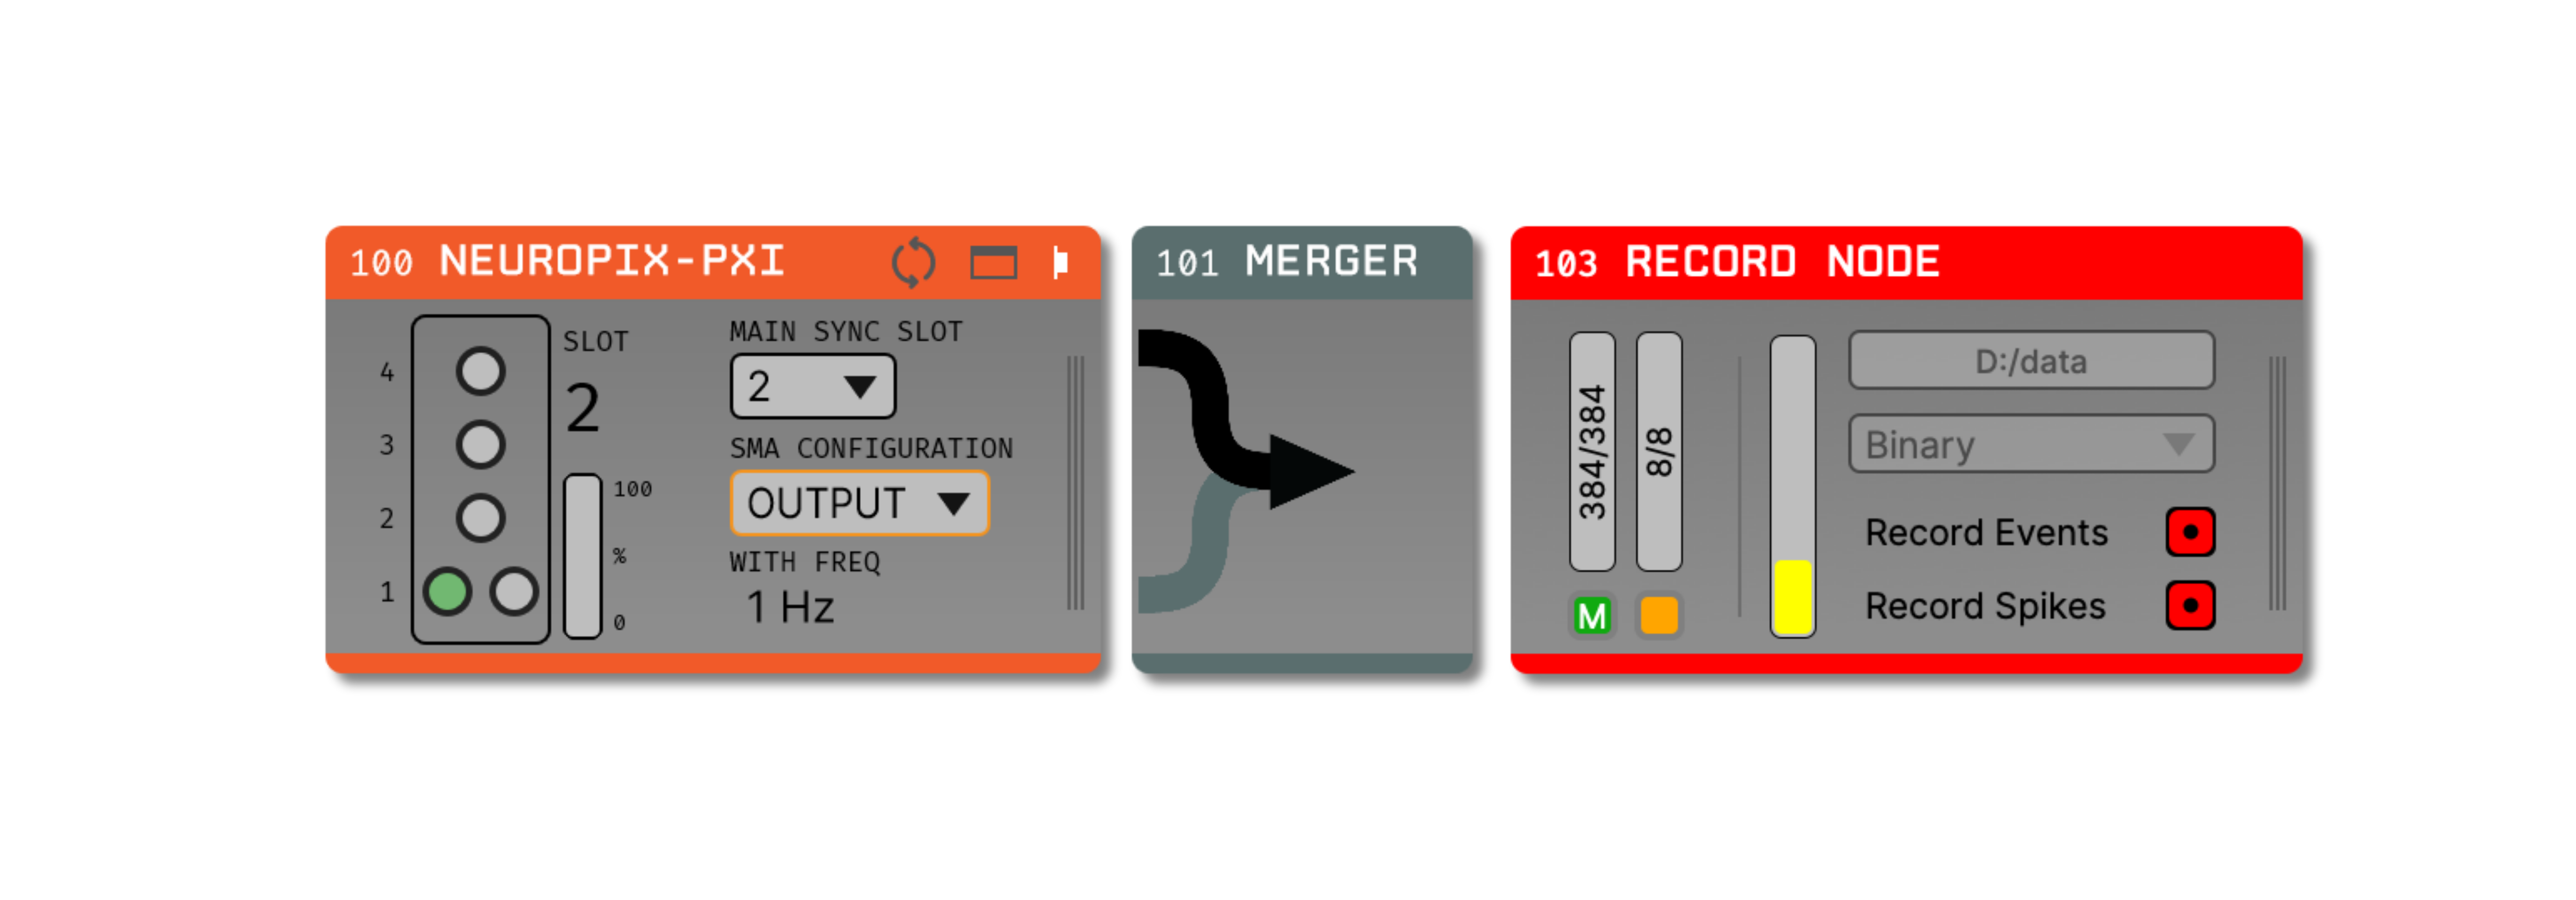 100 NEUROPIX-PXI
4
3
2
1
SLOT
2
100
%
0
MAIN SYNC SLOT
2
SMA CONFIGURATION
OUTPUT
WITH FREQ
1 Hz
101 MERGER
103 RECORD NODE
384/384
8/8
M
D:/data
Binary
Record Events
Record Spikes